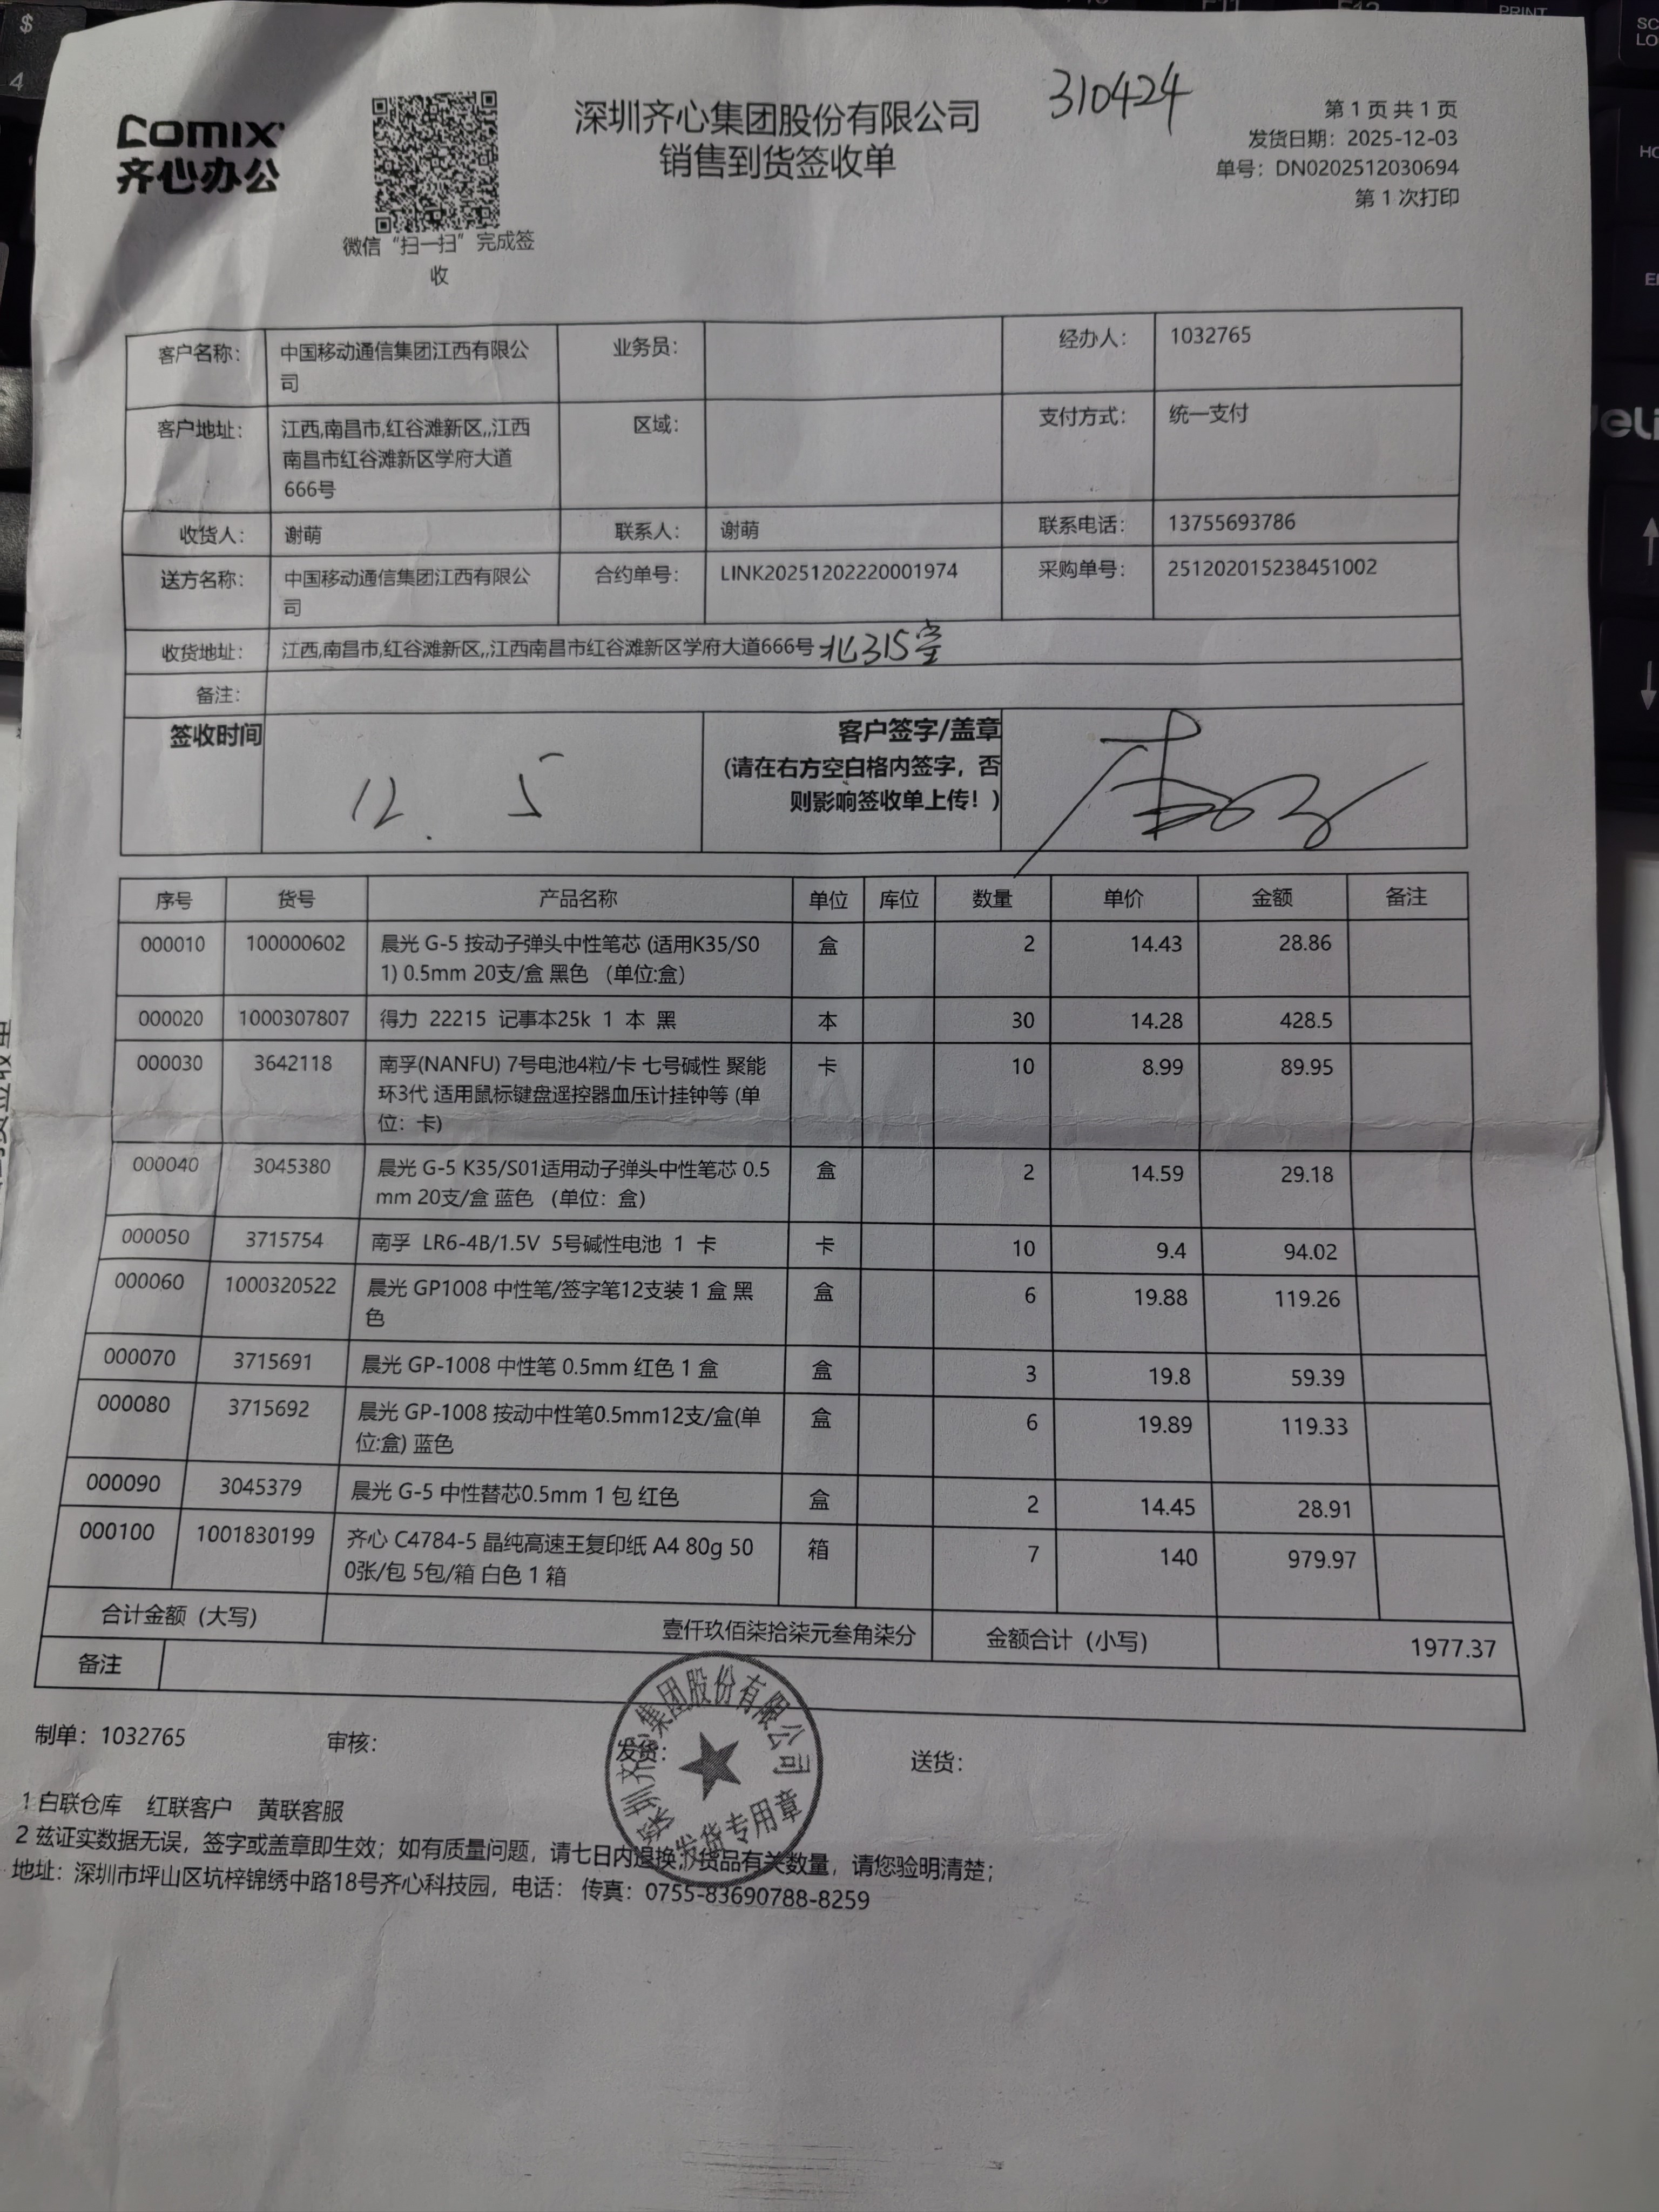 COMIX
齐心办公
微信“扫一扫”完成签
收
深圳齐心集团股份有限公司
销售到货签收单
310424
第 1 页 共 1 页
发货日期：2025-12-03
单号：DN0202512030694
第 1 次打印
客户名称： 中国移动通信集团江西有限公 业务员： 经办人： 1032765
司
客户地址： 江西,南昌市,红谷滩新区,,江西 区域： 支付方式： 统一支付
南昌市红谷滩新区学府大道
666号
收货人： 谢萌 联系人： 谢萌 联系电话： 13755693786
送方名称： 中国移动通信集团江西有限公 合约单号： LINK20251202220001974 采购单号： 251202015238451002
司
收货地址： 江西,南昌市,红谷滩新区,,江西南昌市红谷滩新区学府大道666号 北315室
备注：
签收时间 12. 5 客户签字/盖章
(请在右方空白格内签字，否
则影响签收单上传！)
序号 货号 产品名称 单位 库位 数量 单价 金额 备注
000010 100000602 晨光 G-5 按动子弹头中性笔芯 (适用K35/S0 盒 2 14.43 28.86
1) 0.5mm 20支/盒 黑色 （单位:盒）
000020 1000307807 得力 22215 记事本25k 1 本 黑 本 30 14.28 428.5
000030 3642118 南孚(NANFU) 7号电池4粒/卡 七号碱性 聚能 卡 10 8.99 89.95
环3代 适用鼠标键盘遥控器血压计挂钟等 (单
位：卡)
000040 3045380 晨光 G-5 K35/S01适用动子弹头中性笔芯 0.5 盒 2 14.59 29.18
mm 20支/盒 蓝色 （单位：盒）
000050 3715754 南孚 LR6-4B/1.5V 5号碱性电池 1 卡 卡 10 9.4 94.02
000060 1000320522 晨光 GP1008 中性笔/签字笔12支装 1 盒 黑 盒 6 19.88 119.26
色
000070 3715691 晨光 GP-1008 中性笔 0.5mm 红色 1 盒 盒 3 19.8 59.39
000080 3715692 晨光 GP-1008 按动中性笔0.5mm12支/盒(单 盒 6 19.89 119.33
位:盒) 蓝色
000090 3045379 晨光 G-5 中性替芯0.5mm 1 包 红色 盒 2 14.45 28.91
000100 1001830199 齐心 C4784-5 晶纯高速王复印纸 A4 80g 50 箱 7 140 979.97
0张/包 5包/箱 白色 1 箱
合计金额（大写） 壹仟玖佰柒拾柒元叁角柒分 金额合计（小写） 1977.37
备注
制单：1032765 审核： 发货： 送货：
深圳齐心集团股份有限公司
发货专用章
1 白联仓库 红联客户 黄联客服
2 兹证实数据无误，签字或盖章即生效；如有质量问题，请七日内退换，货品有关数量，请您验明清楚；
地址：深圳市坪山区坑梓锦绣中路18号齐心科技园，电话： 传真：0755-83690788-8259